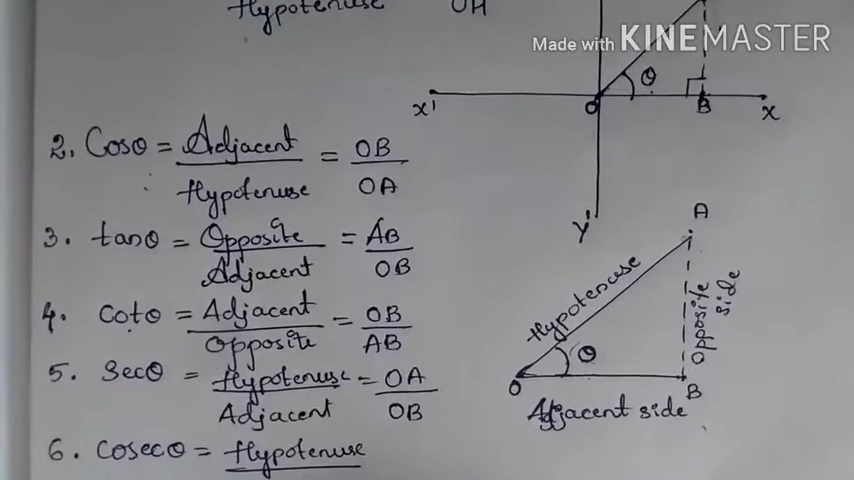 Hypotenuse OA
Made with KINEMASTER
θ
X' O B X
2. Cosθ = Adjacent / Hypotenuse = OB / OA
Y'
A
3. tanθ = Opposite / Adjacent = AB / OB
Hypotenuse
Opposite side
4. Cotθ = Adjacent / Opposite = OB / AB
θ
5. Secθ = Hypotenuse / Adjacent = OA / OB
O B
Adjacent side
6. Cosecθ = Hypotenuse